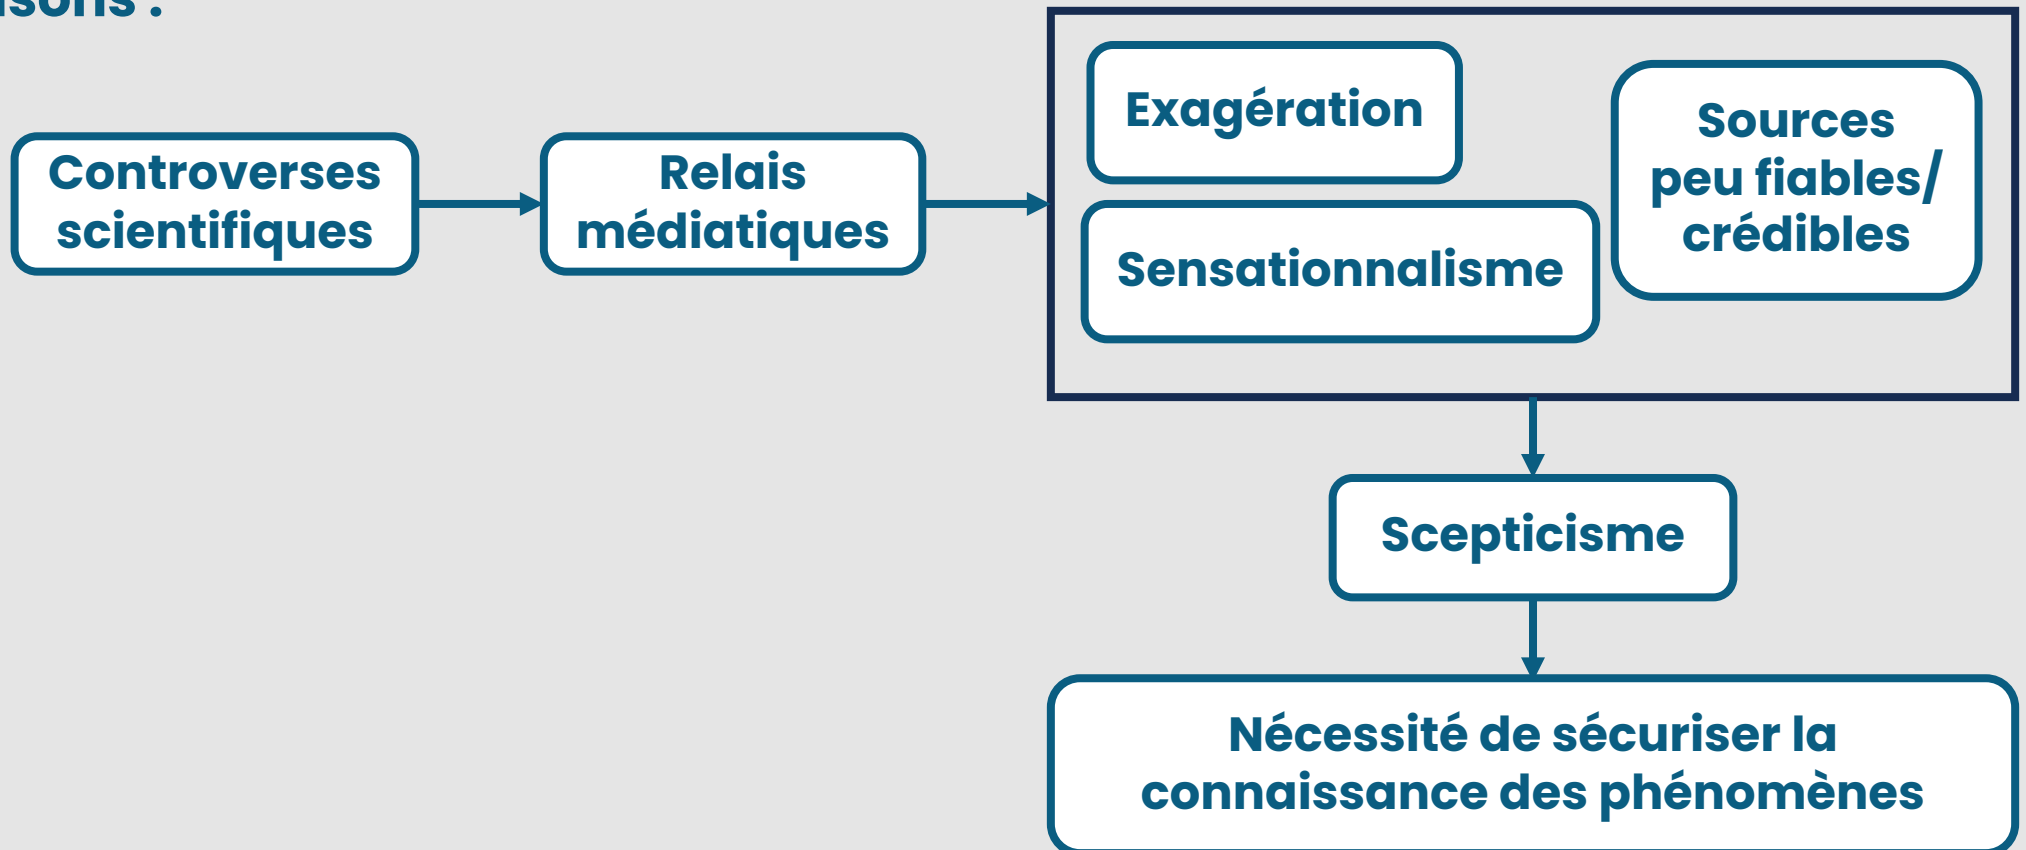 Controverses
scientifiques
Relais
médiatiques
Exagération
Sensationnalisme
Sources
peu fiables/
crédibles
Scepticisme
Nécessité de sécuriser la
connaissance des phénomènes